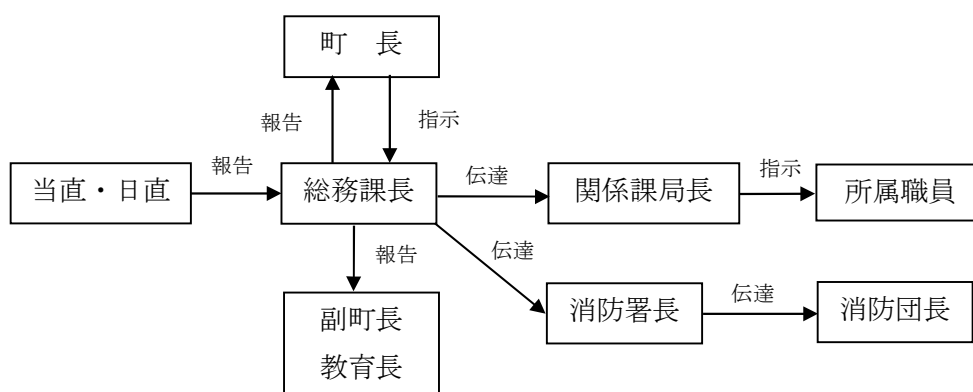 町　長
報告
指示
当直・日直
報告
総務課長
伝達
関係課局長
指示
所属職員
報告
伝達
副町長
教育長
消防署長
伝達
消防団長